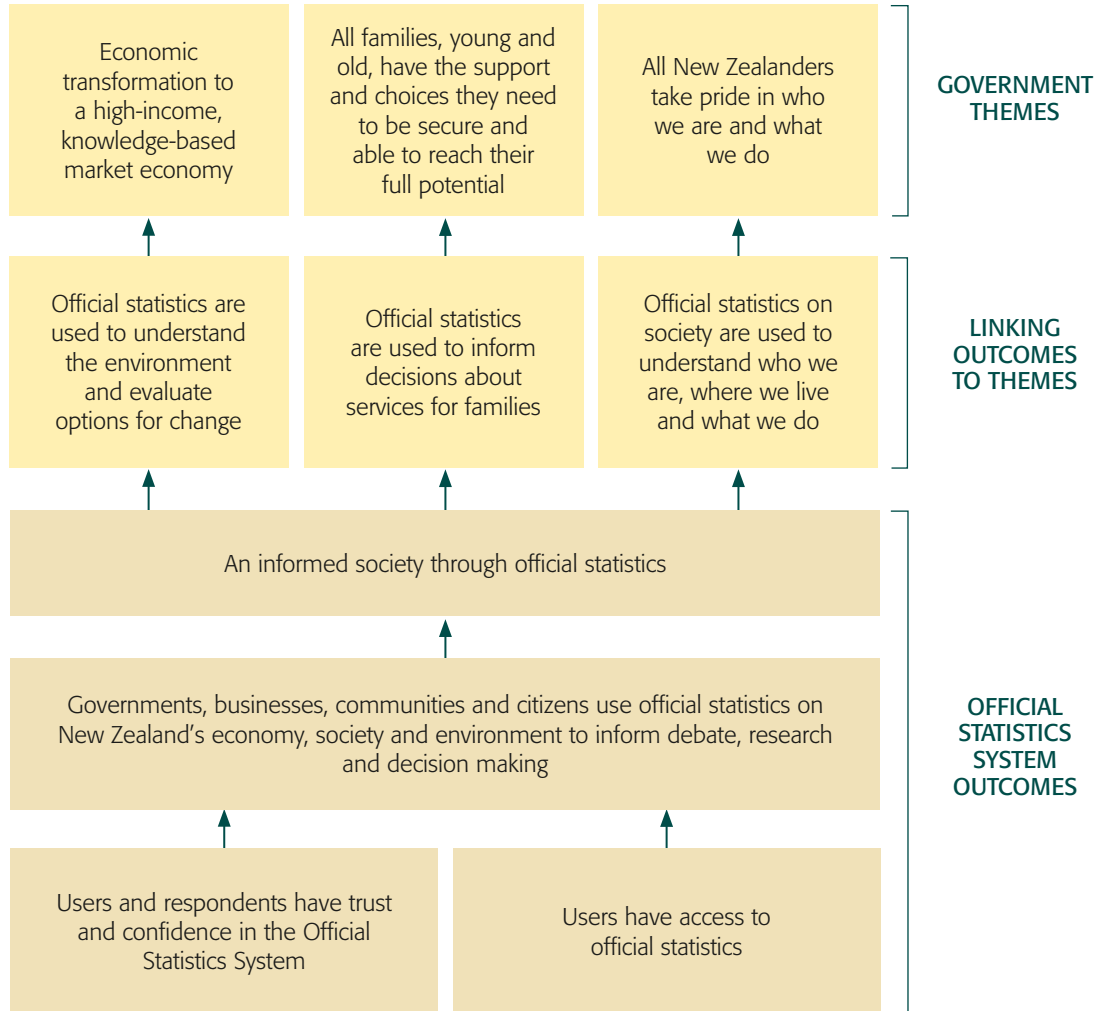 Economic
transformation to
a high-income,
knowledge-based
market economy
All families, young and
old, have the support
and choices they need
to be secure and
able to reach their
full potential
All New Zealanders
take pride in who
we are and what
we do
GOVERNMENT
THEMES
Official statistics are
used to understand
the environment
and evaluate
options for change
Official statistics
are used to inform
decisions about
services for families
Official statistics on
society are used to
understand who we
are, where we live
and what we do
LINKING
OUTCOMES
TO THEMES
An informed society through official statistics
Governments, businesses, communities and citizens use official statistics on
New Zealand's economy, society and environment to inform debate, research
and decision making
OFFICIAL
STATISTICS
SYSTEM
OUTCOMES
Users and respondents have trust
and confidence in the Official
Statistics System
Users have access to
official statistics